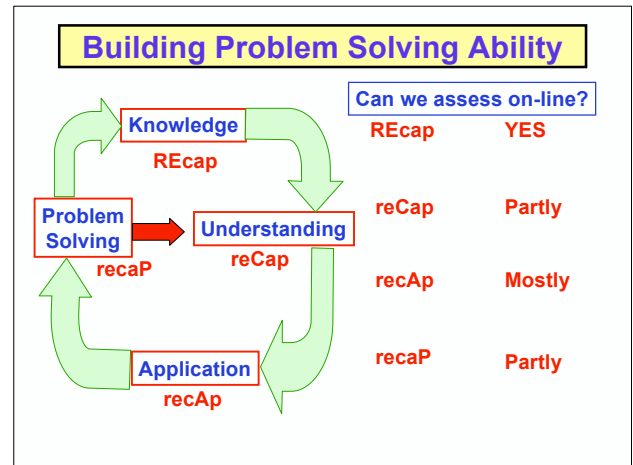 Building Problem Solving Ability
Can we assess on-line?
Knowledge
REcap
REcap YES
Problem
Solving
recaP
Understanding
reCap
reCap Partly
recAp Mostly
Application
recAp
recaP Partly